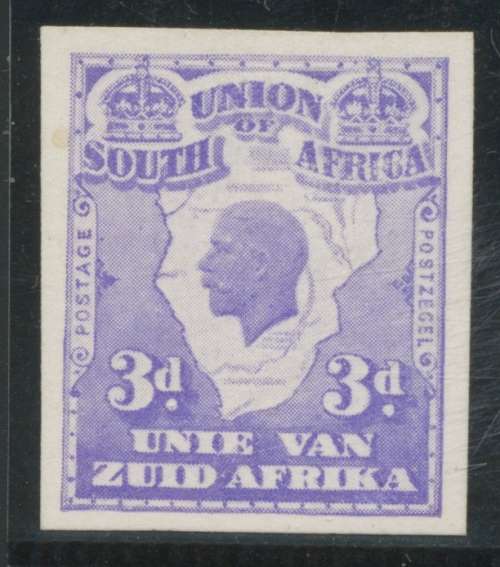 UNION
OF
SOUTH AFRICA
POSTAGE
POSTZEGEL
3d. 3d.
UNIE VAN
ZUID-AFRIKA